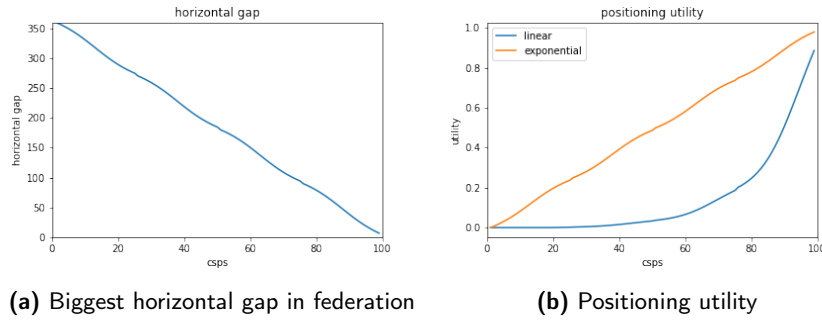 horizontal gap
350
300
250
200
150
100
50
0
horizontal gap
0 20 40 60 80 100
csps
(a) Biggest horizontal gap in federation
positioning utility
linear
exponential
1.0
0.8
0.6
0.4
0.2
0.0
utility
0 20 40 60 80 100
csps
(b) Positioning utility